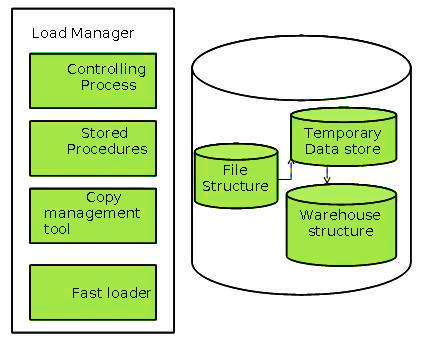 Load Manager
Controlling
Process
Stored
Procedures
Copy
management
tool
Fast loader
File
Structure
Temporary
Data store
Warehouse
structure